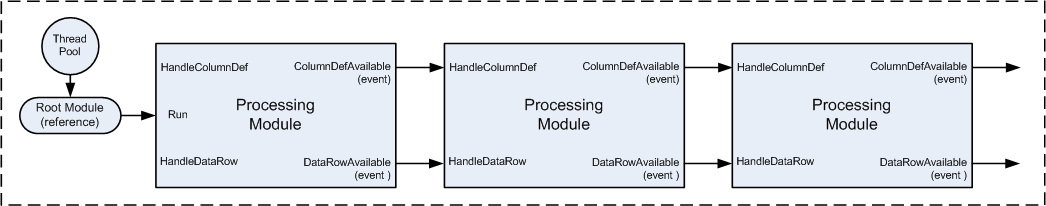 Thread
Pool
Root Module
(reference)
HandleColumnDef
ColumnDefAvailable
(event)
Run
Processing
Module
HandleDataRow
DataRowAvailable
(event )
HandleColumnDef
ColumnDefAvailable
(event)
Processing
Module
HandleDataRow
DataRowAvailable
(event )
HandleColumnDef
ColumnDefAvailable
(event)
Processing
Module
HandleDataRow
DataRowAvailable
(event )